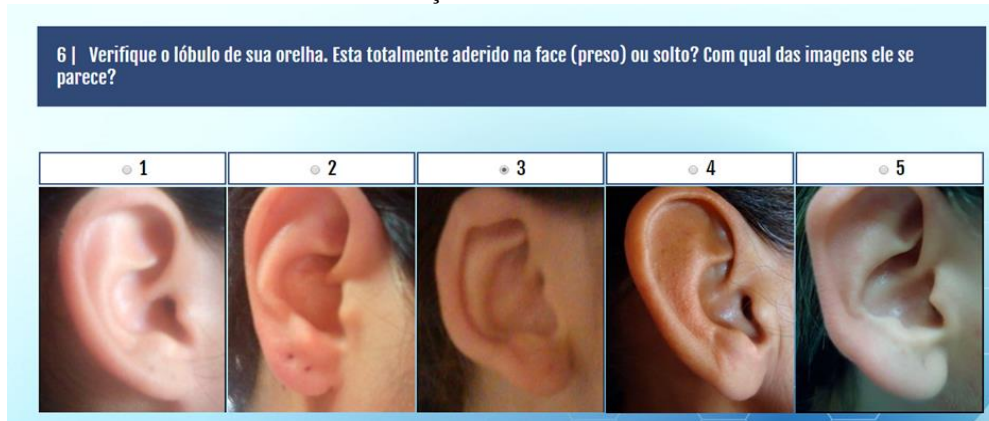 6 | Verifique o lóbulo de sua orelha. Esta totalmente aderido na face (preso) ou solto? Com qual das imagens ele se
parece?
1 2 3 4 5